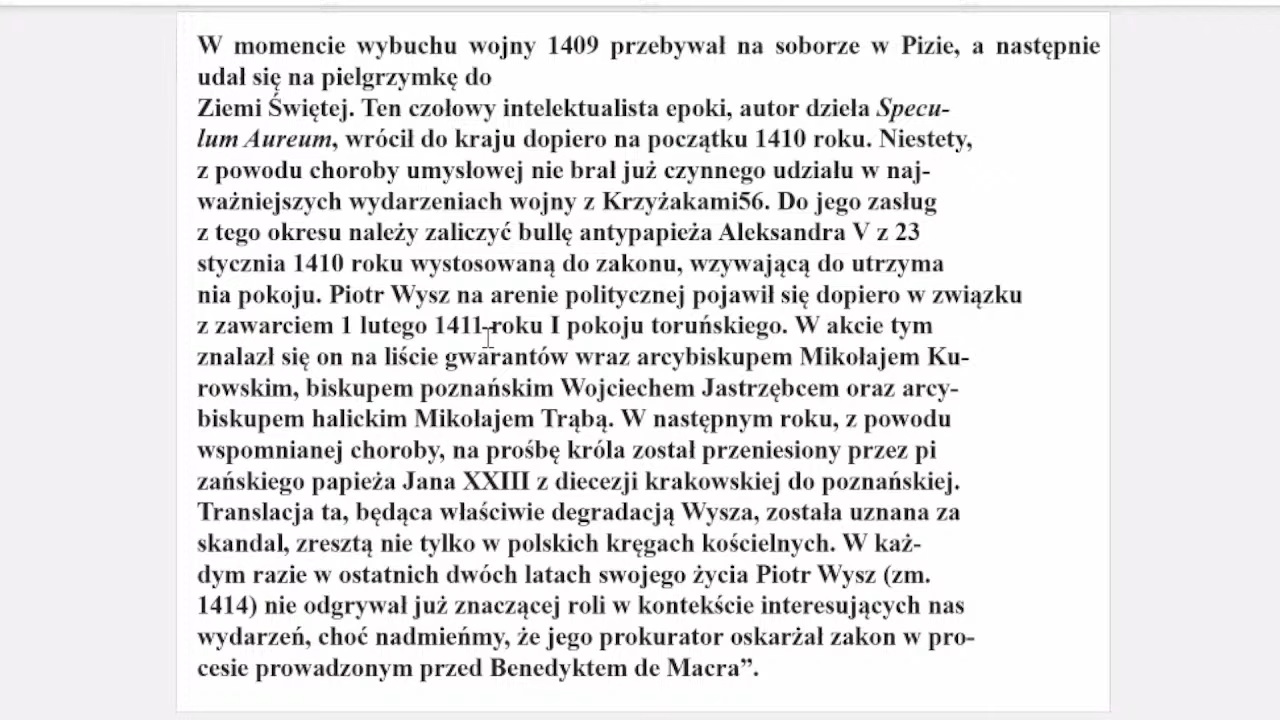 W momencie wybuchu wojny 1409 przebywał na soborze w Pizie, a następnie
udał się na pielgrzymkę do
Ziemi Świętej. Ten czołowy intelektualista epoki, autor dzieła Specu-
lum Aureum, wrócił do kraju dopiero na początku 1410 roku. Niestety,
z powodu choroby umysłowej nie brał już czynnego udziału w naj-
ważniejszych wydarzeniach wojny z Krzyżakami56. Do jego zasług
z tego okresu należy zaliczyć bullę antypapieża Aleksandra V z 23
stycznia 1410 roku wystosowaną do zakonu, wzywającą do utrzyma
nia pokoju. Piotr Wysz na arenie politycznej pojawił się dopiero w związku
z zawarciem 1 lutego 1411 roku I pokoju toruńskiego. W akcie tym
znalazł się on na liście gwarantów wraz arcybiskupem Mikołajem Ku-
rowskim, biskupem poznańskim Wojciechem Jastrzębcem oraz arcy-
biskupem halickim Mikołajem Trąbą. W następnym roku, z powodu
wspomnianej choroby, na prośbę króla został przeniesiony przez pi
zańskiego papieża Jana XXIII z diecezji krakowskiej do poznańskiej.
Translacja ta, będąca właściwie degradacją Wysza, została uznana za
skandal, zresztą nie tylko w polskich kręgach kościelnych. W każ-
dym razie w ostatnich dwóch latach swojego życia Piotr Wysz (zm.
1414) nie odgrywał już znaczącej roli w kontekście interesujących nas
wydarzeń, choć nadmieńmy, że jego prokurator oskarżał zakon w pro-
cesie prowadzonym przed Benedyktem de Macra”.